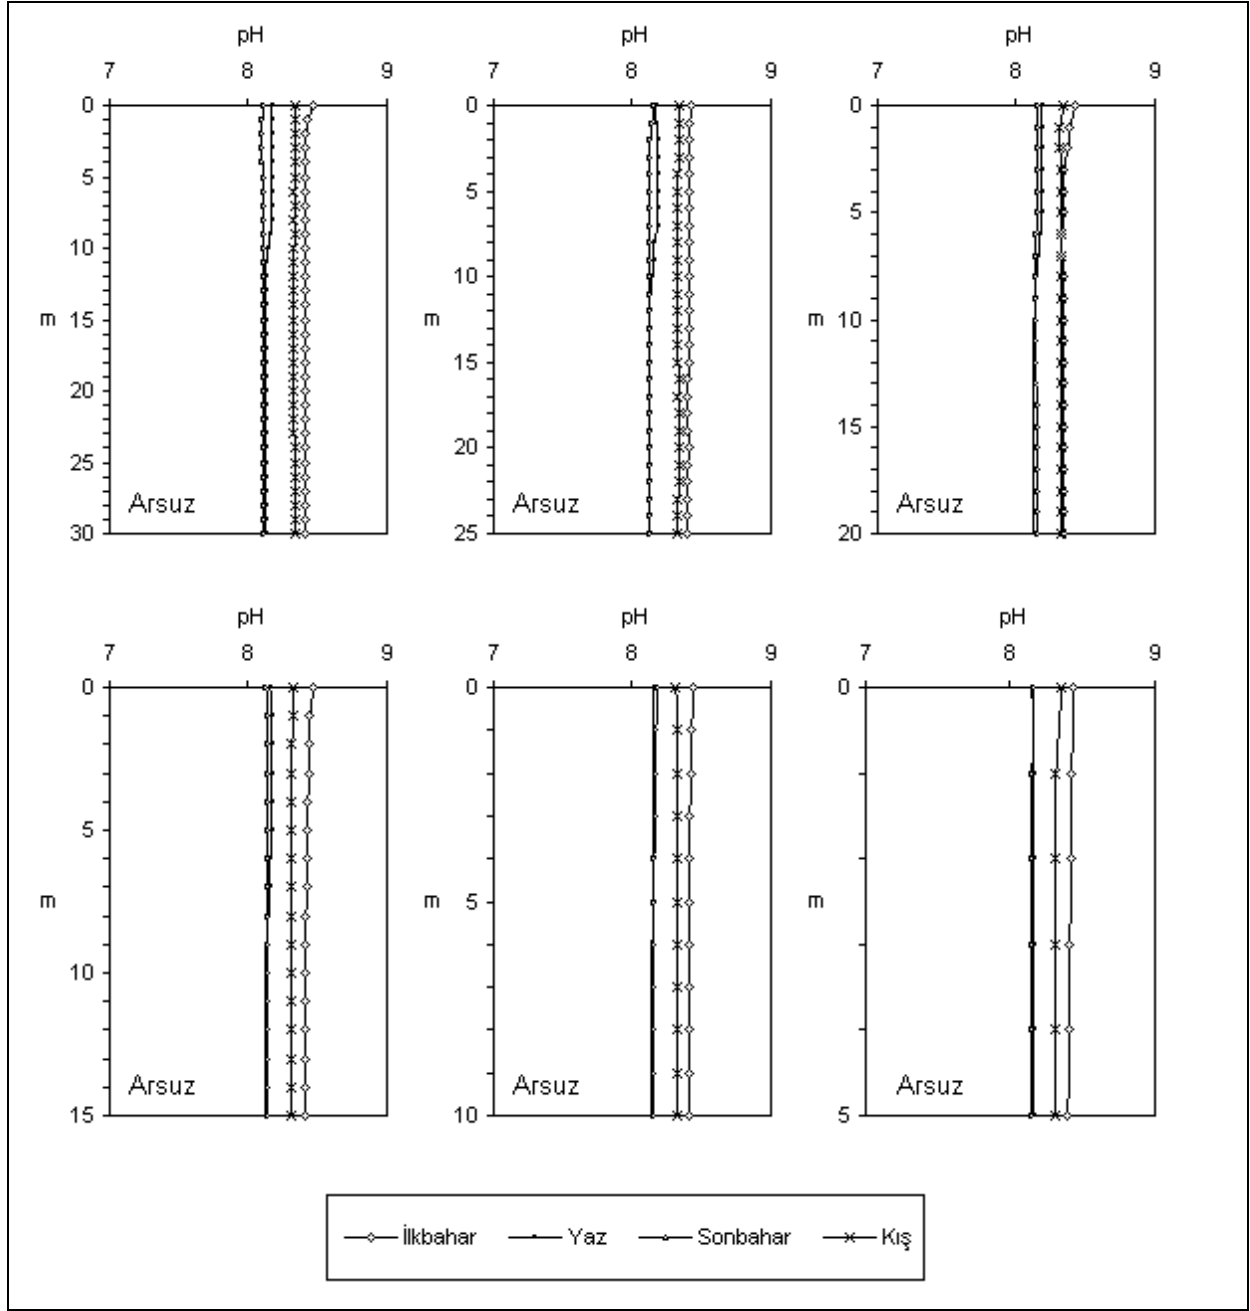 pH pH pH
7 8 9 7 8 9 7 8 9
0 0 0
5 5 5
10 10 10
m 15 m 15 m 15
20 20 20
25
30 25
Arsuz Arsuz Arsuz
pH pH pH
7 8 9 7 8 9 7 8 9
0 0 0
5
m m 5 m
10
15 10 5
Arsuz Arsuz Arsuz
İlkbahar Yaz Sonbahar Kış